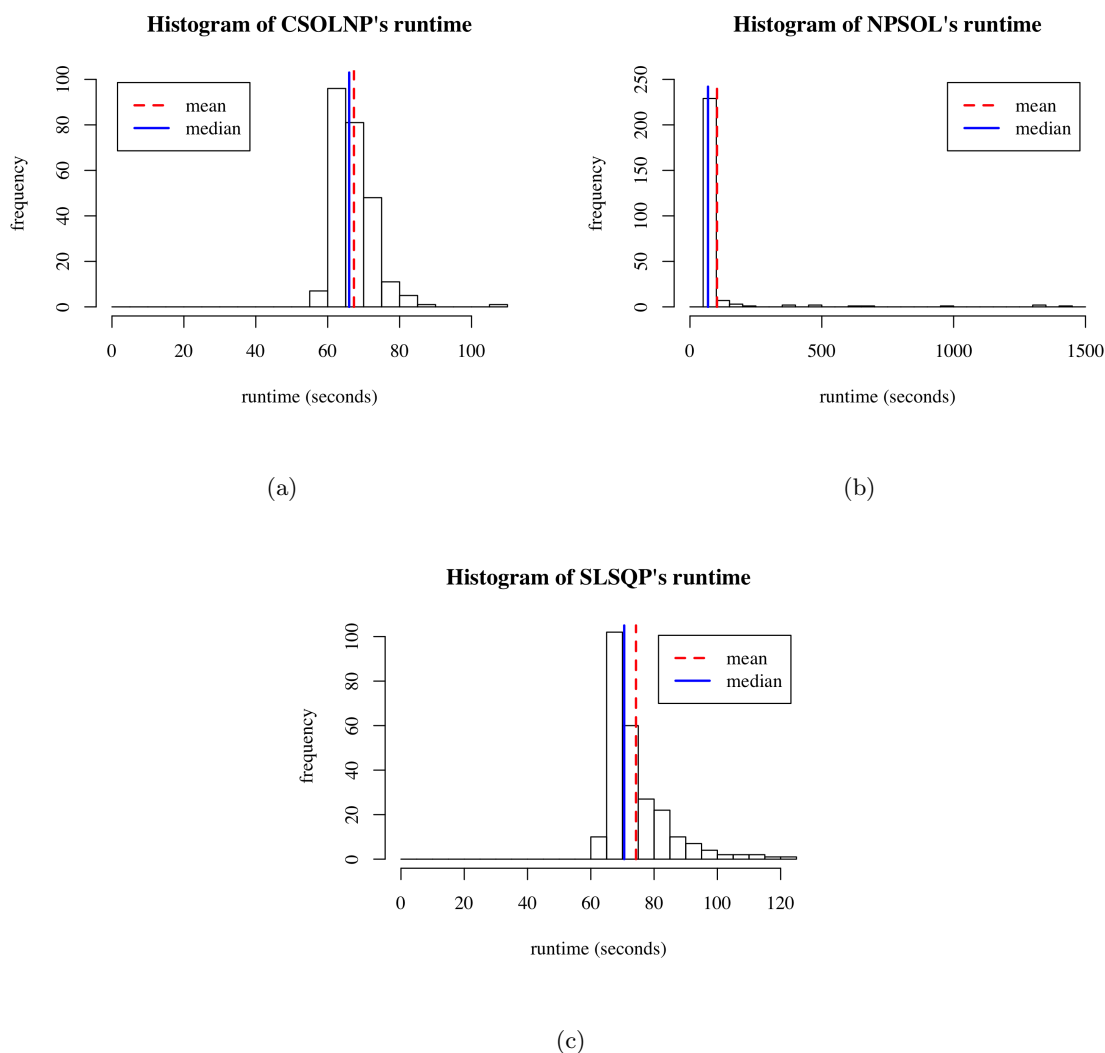 Histogram of CSOLNP's runtime
mean
median
frequency
0 20 40 60 80 100
0 20 40 60 80 100
runtime (seconds)
(a)
Histogram of NPSOL's runtime
mean
median
frequency
0 50 100 150 200 250
0 500 1000 1500
runtime (seconds)
(b)
Histogram of SLSQP's runtime
mean
median
frequency
0 20 40 60 80 100
0 20 40 60 80 100 120
runtime (seconds)
(c)